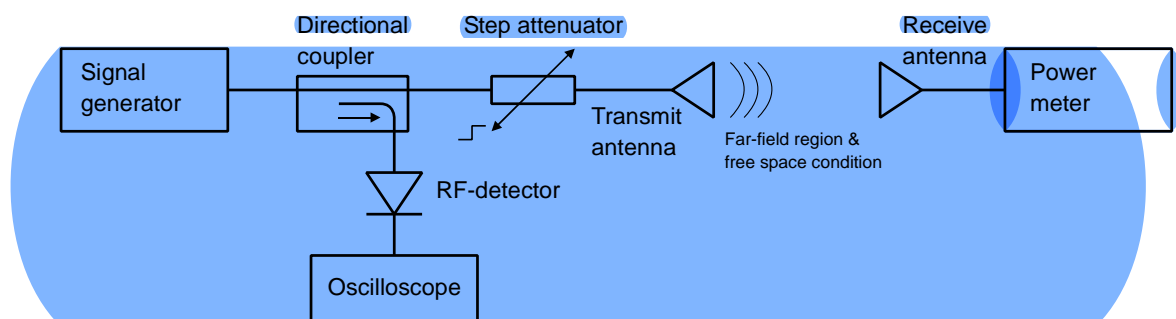 Directional
coupler
Step attenuator
Receive
antenna
Signal
generator
Power
meter
Transmit
antenna
Far-field region &
free space condition
RF-detector
Oscilloscope